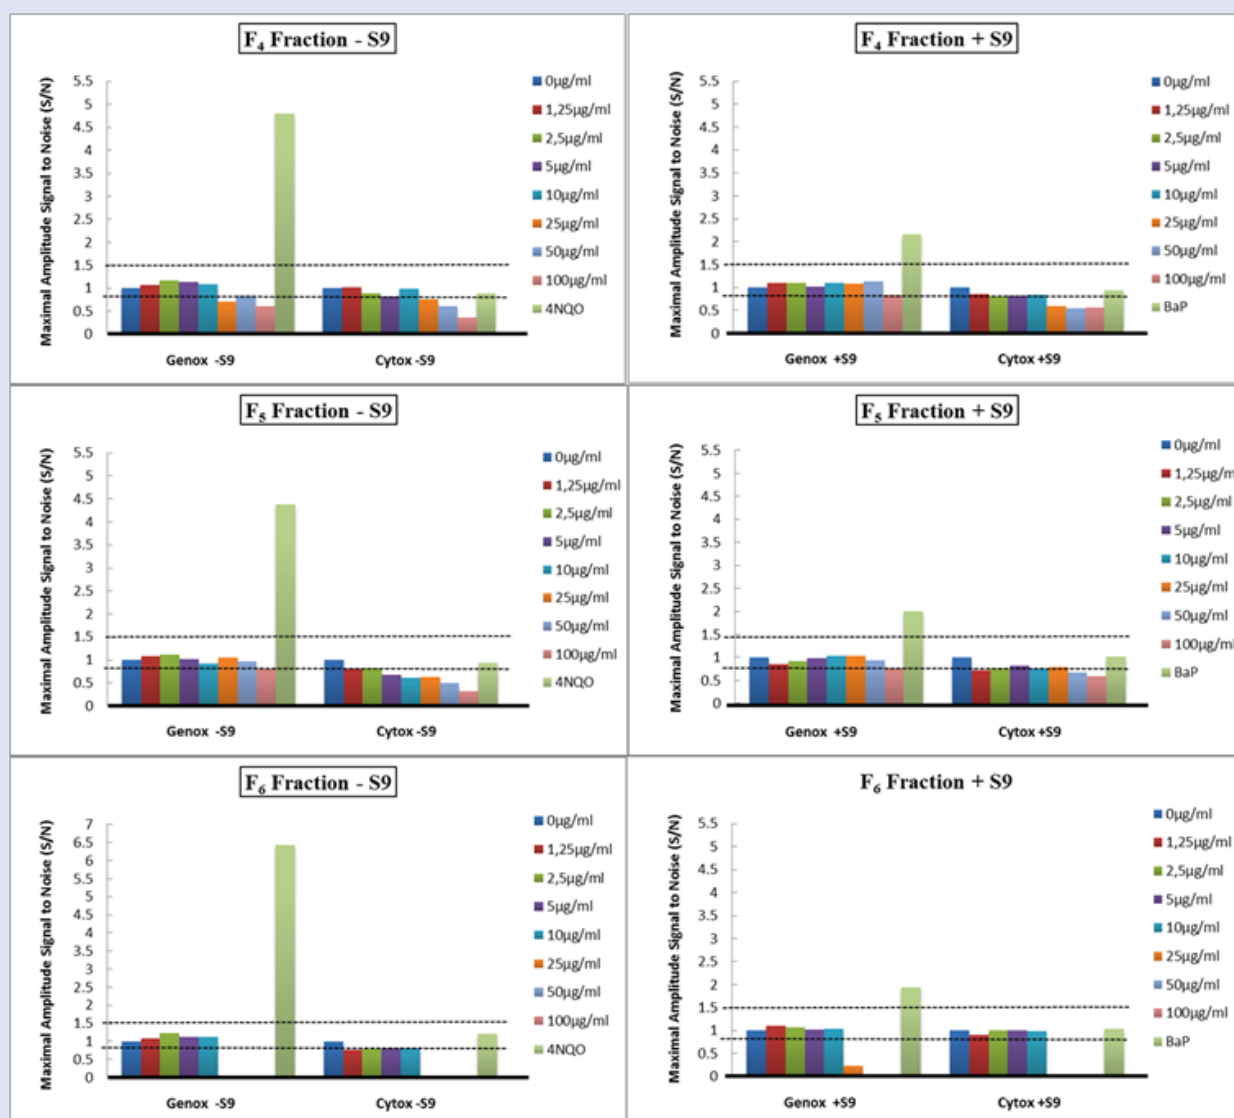 F4 Fraction - S9
Maximal Amplitude Signal to Noise (S/N)
5.5
5
4.5
4
3.5
3
2.5
2
1.5
1
0.5
0
Genox -S9
Cytox -S9
0µg/ml
1,25µg/ml
2,5µg/ml
5µg/ml
10µg/ml
25µg/ml
50µg/ml
100µg/ml
4NQO
F4 Fraction + S9
Maximal Amplitude Signal to Noise (S/N)
5.5
5
4.5
4
3.5
3
2.5
2
1.5
1
0.5
0
Genox +S9
Cytox +S9
0µg/ml
1,25µg/ml
2,5µg/ml
5µg/ml
10µg/ml
25µg/ml
50µg/ml
100µg/ml
BaP
F5 Fraction - S9
Maximal Amplitude Signal to Noise (S/N)
5.5
5
4.5
4
3.5
3
2.5
2
1.5
1
0.5
0
Genox -S9
Cytox -S9
0µg/ml
1,25µg/ml
2,5µg/ml
5µg/ml
10µg/ml
25µg/ml
50µg/ml
100µg/ml
4NQO
F5 Fraction + S9
Maximal Amplitude Signal to Noise (S/N)
5.5
5
4.5
4
3.5
3
2.5
2
1.5
1
0.5
0
Genox +S9
Cytox +S9
0µg/ml
1,25µg/m
2,5µg/ml
5µg/ml
10µg/ml
25µg/ml
50µg/ml
100µg/ml
BaP
F6 Fraction - S9
Maximal Amplitude Signal to Noise (S/N)
7
6.5
6
5.5
5
4.5
4
3.5
3
2.5
2
1.5
1
0.5
0
Genox -S9
Cytox -S9
0µg/ml
1,25µg/ml
2,5µg/ml
5µg/ml
10µg/ml
25µg/ml
50µg/ml
100µg/ml
4NQO
F6 Fraction + S9
Maximal Amplitude Signal to Noise (S/N)
5.5
5
4.5
4
3.5
3
2.5
2
1.5
1
0.5
0
Genox +S9
Cytox +S9
0µg/ml
1,25µg/ml
2,5µg/ml
5µg/ml
10µg/ml
25µg/ml
50µg/ml
100µg/ml
BaP